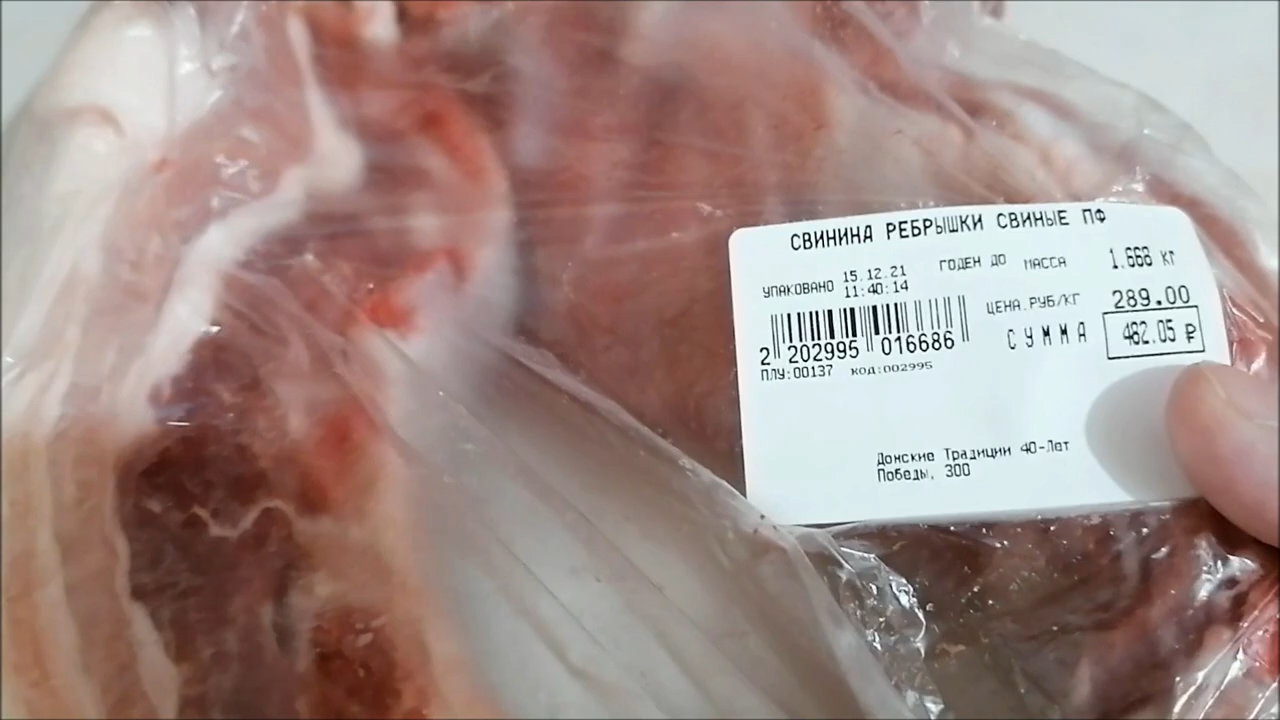 СВИНИНА РЕБРЫШКИ СВИНЫЕ ПФ
УПАКОВАНО 15.12.21 11:40:14
ГОДЕН ДО
МАССА 1.668 кг
ЦЕНА.РУБ/КГ 289.00
СУММА 482.05 ₽
2 202995 016686
ПЛУ:00137 КОД:002995
Донские Традиции 40-Лет
Победы, 300